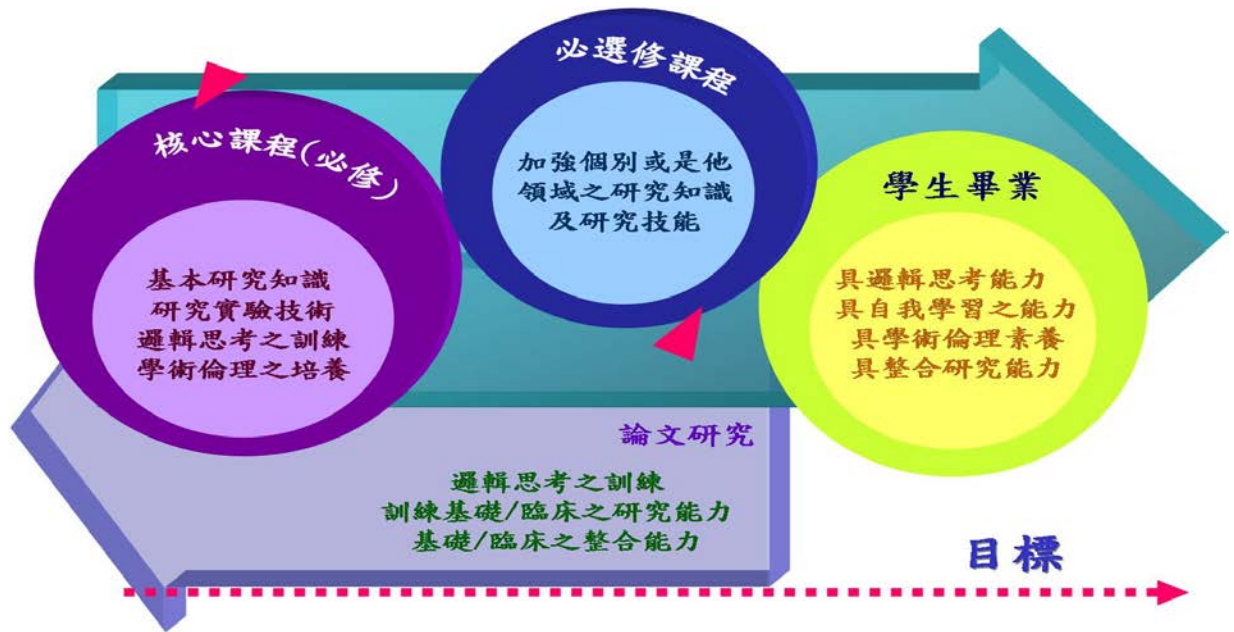 核心課程(必修)
基本研究知識
研究實驗技術
邏輯思考之訓練
學術倫理之培養
必選修課程
加強個別或是他
領域之研究知識
及研究技能
學生畢業
具邏輯思考能力
具自我學習之能力
具學術倫理素養
具整合研究能力
論文研究
邏輯思考之訓練
訓練基礎/臨床之研究能力
基礎/臨床之整合能力
目標